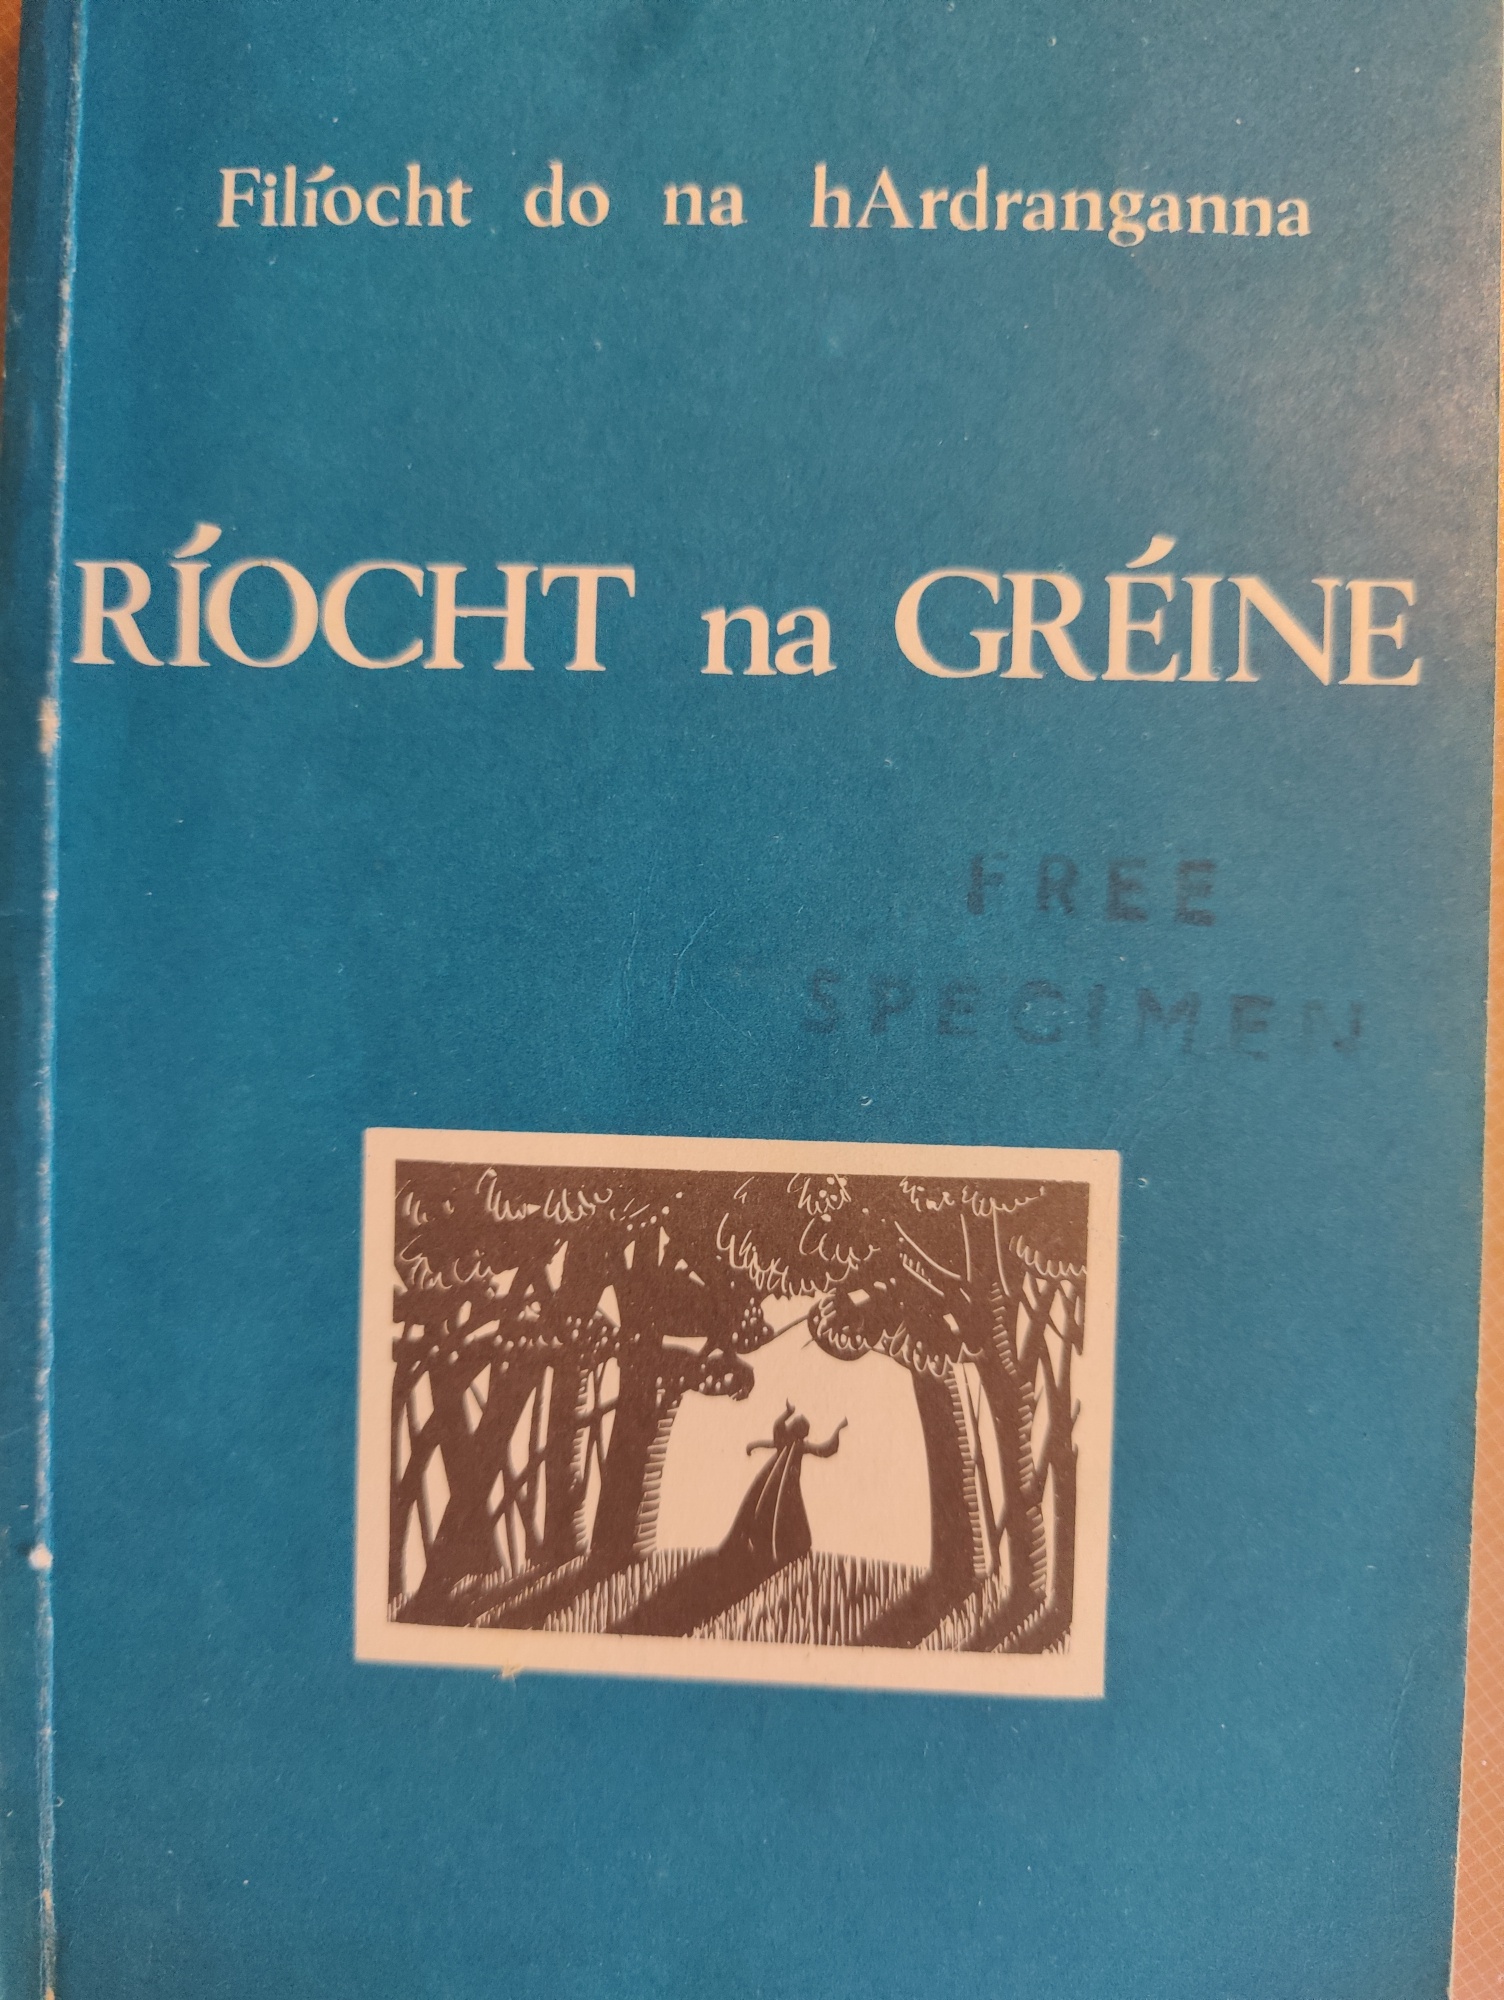 Filíocht do na hArdranganna
RÍOCHT na GRÉINE
FREE
SPECIMEN